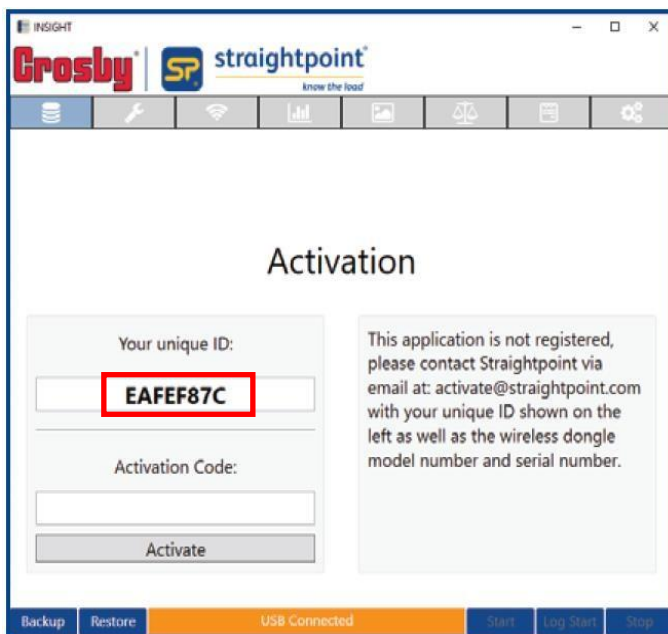 INSIGHT
Crosby SP straightpoint
know the load
Activation
Your unique ID:
EAFEF87C
Activation Code:
Activate
This application is not registered,
please contact Straightpoint via
email at: activate@straightpoint.com
with your unique ID shown on the
left as well as the wireless dongle
model number and serial number.
Backup Restore USB Connected Start Log Start Stop